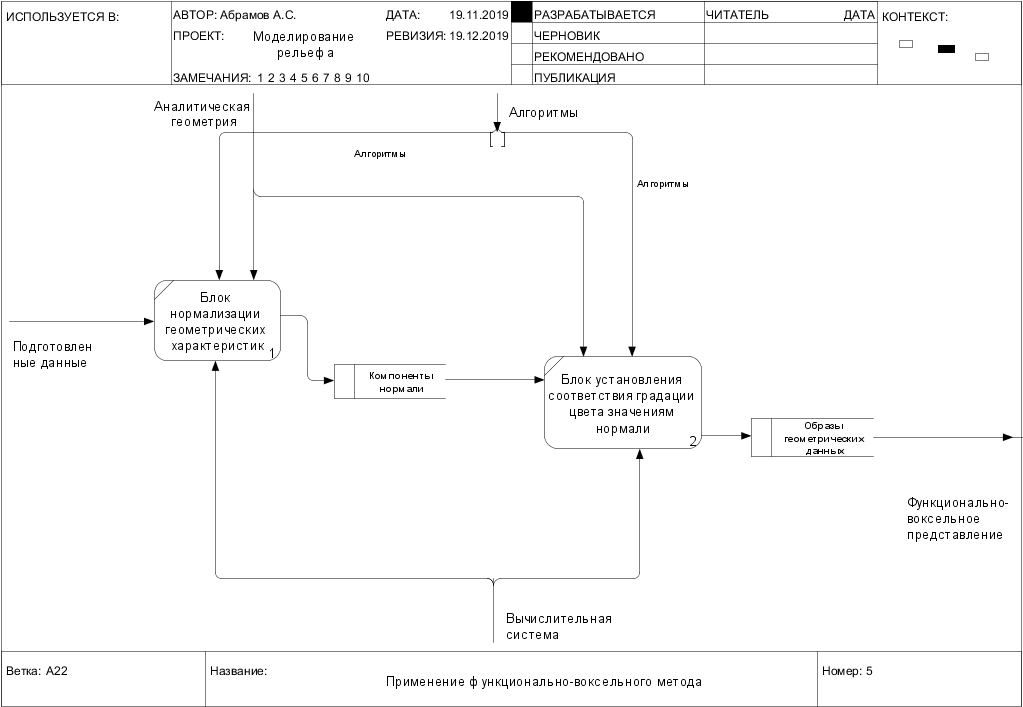 ИСПОЛЬЗУЕТСЯ В:
АВТОР: Абрамов А.С.
ДАТА: 19.11.2019
РАЗРАБАТЫВАЕТСЯ
ЧИТАТЕЛЬ
ДАТА
КОНТЕКСТ:
ПРОЕКТ: Моделирование
рельефа
РЕВИЗИЯ: 19.12.2019
ЧЕРНОВИК
РЕКОМЕНДОВАНО
ЗАМЕЧАНИЯ: 1 2 3 4 5 6 7 8 9 10
ПУБЛИКАЦИЯ
Аналитическая
геометрия
Алгоритмы
Алгоритмы
Алгоритмы
Блок
нормализации
геометрических
характеристик
1
Подготовлен
ные данные
Компоненты
нормали
Блок установления
соответствия градации
цвета значениям
нормали
2
Образы
геометрических
данных
Функционально-
воксельное
представление
Вычислительная
система
Ветка: A22
Название:
Применение функционально-воксельного метода
Номер: 5